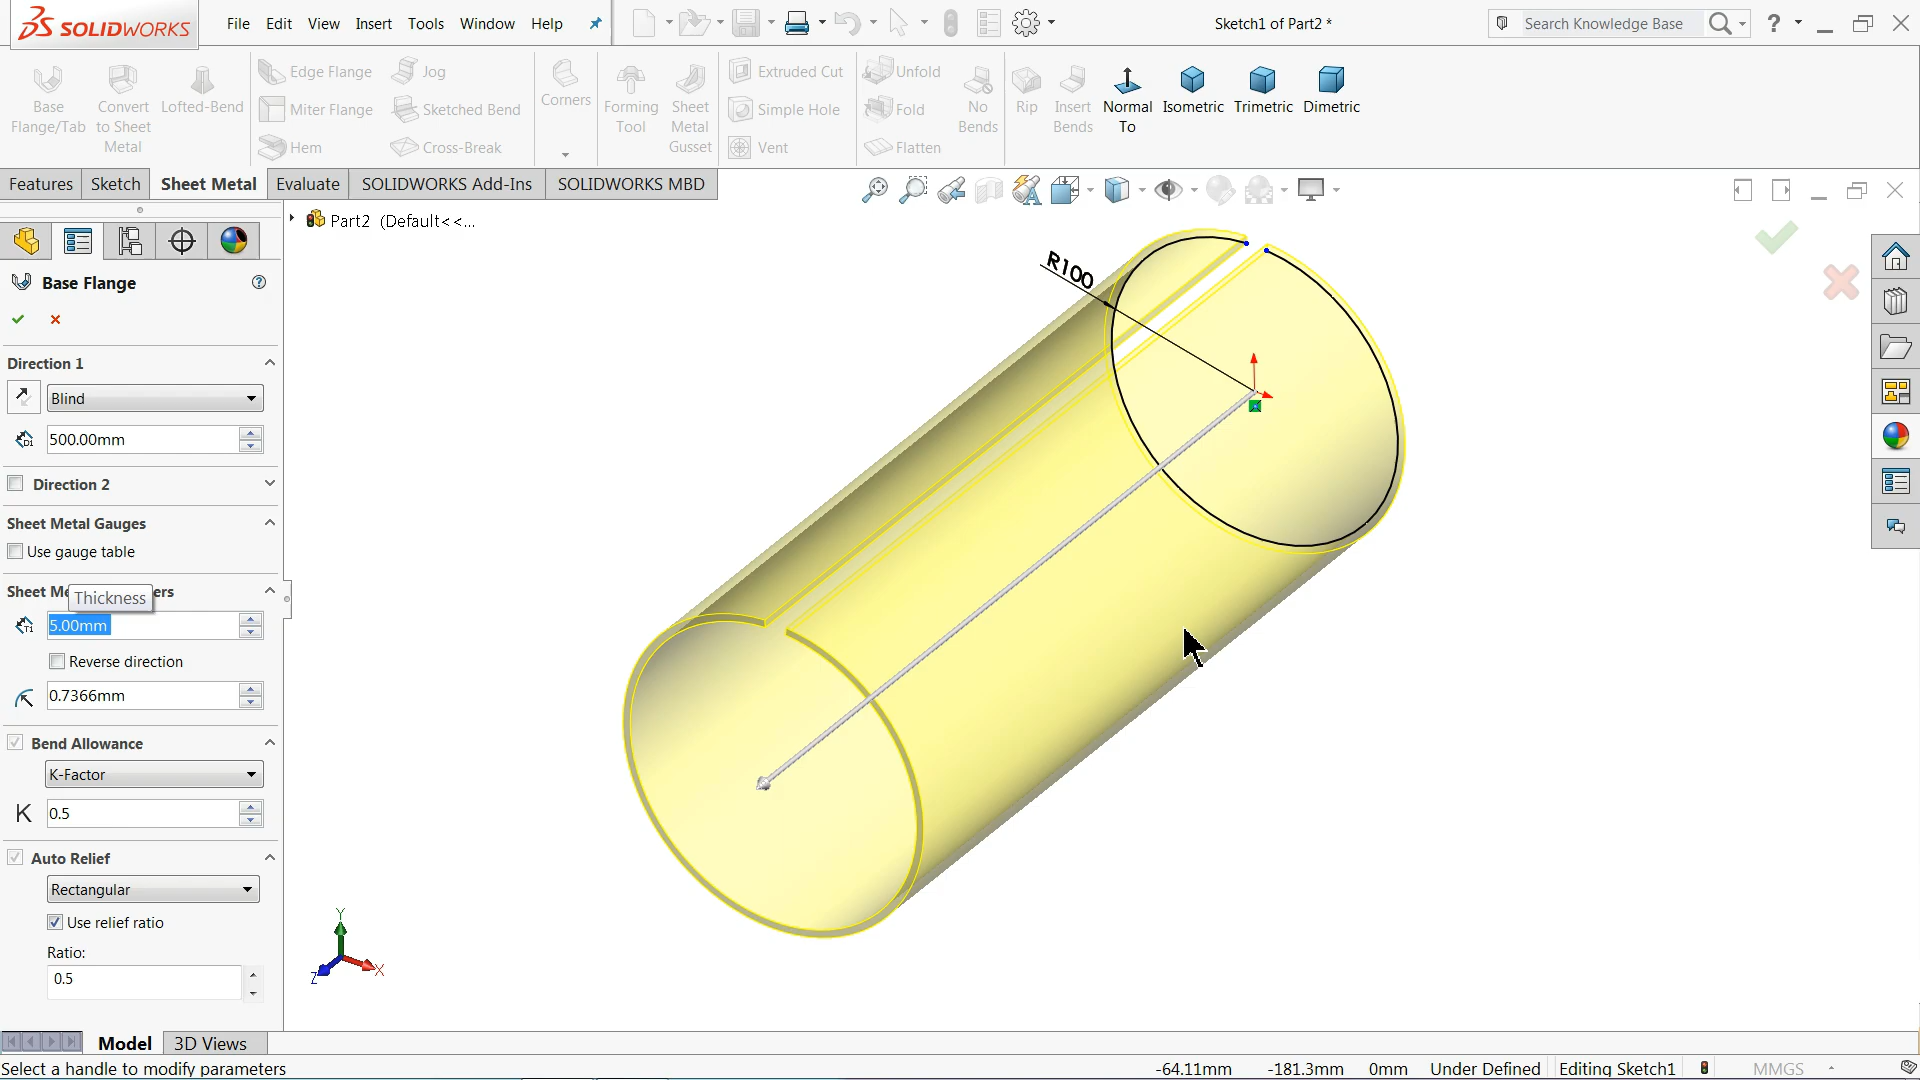 SOLIDWORKS
File Edit View Insert Tools Window Help
Sketch1 of Part2 *
Search Knowledge Base
?
Base Flange/Tab
Convert to Sheet Metal
Lofted-Bend
Edge Flange
Miter Flange
Hem
Jog
Sketched Bend
Cross-Break
Corners
Forming Tool
Sheet Metal Gusset
Extruded Cut
Simple Hole
Vent
Unfold
Fold
Flatten
No Bends
Rip
Insert Bends
Normal To
Isometric
Trimetric
Dimetric
Features Sketch Sheet Metal Evaluate SOLIDWORKS Add-Ins SOLIDWORKS MBD
Part2 (Default<<...
Base Flange
?
Direction 1
Blind
D1
500.00mm
Direction 2
Sheet Metal Gauges
Use gauge table
Sheet Me
ers
Thickness
T1
5.00mm
Reverse direction
0.7366mm
Bend Allowance
K-Factor
K 0.5
Auto Relief
Rectangular
Use relief ratio
Ratio:
0.5
R100
Y
X
Z
Model 3D Views
Select a handle to modify parameters
-64.11mm -181.3mm 0mm Under Defined Editing Sketch1 MMGS